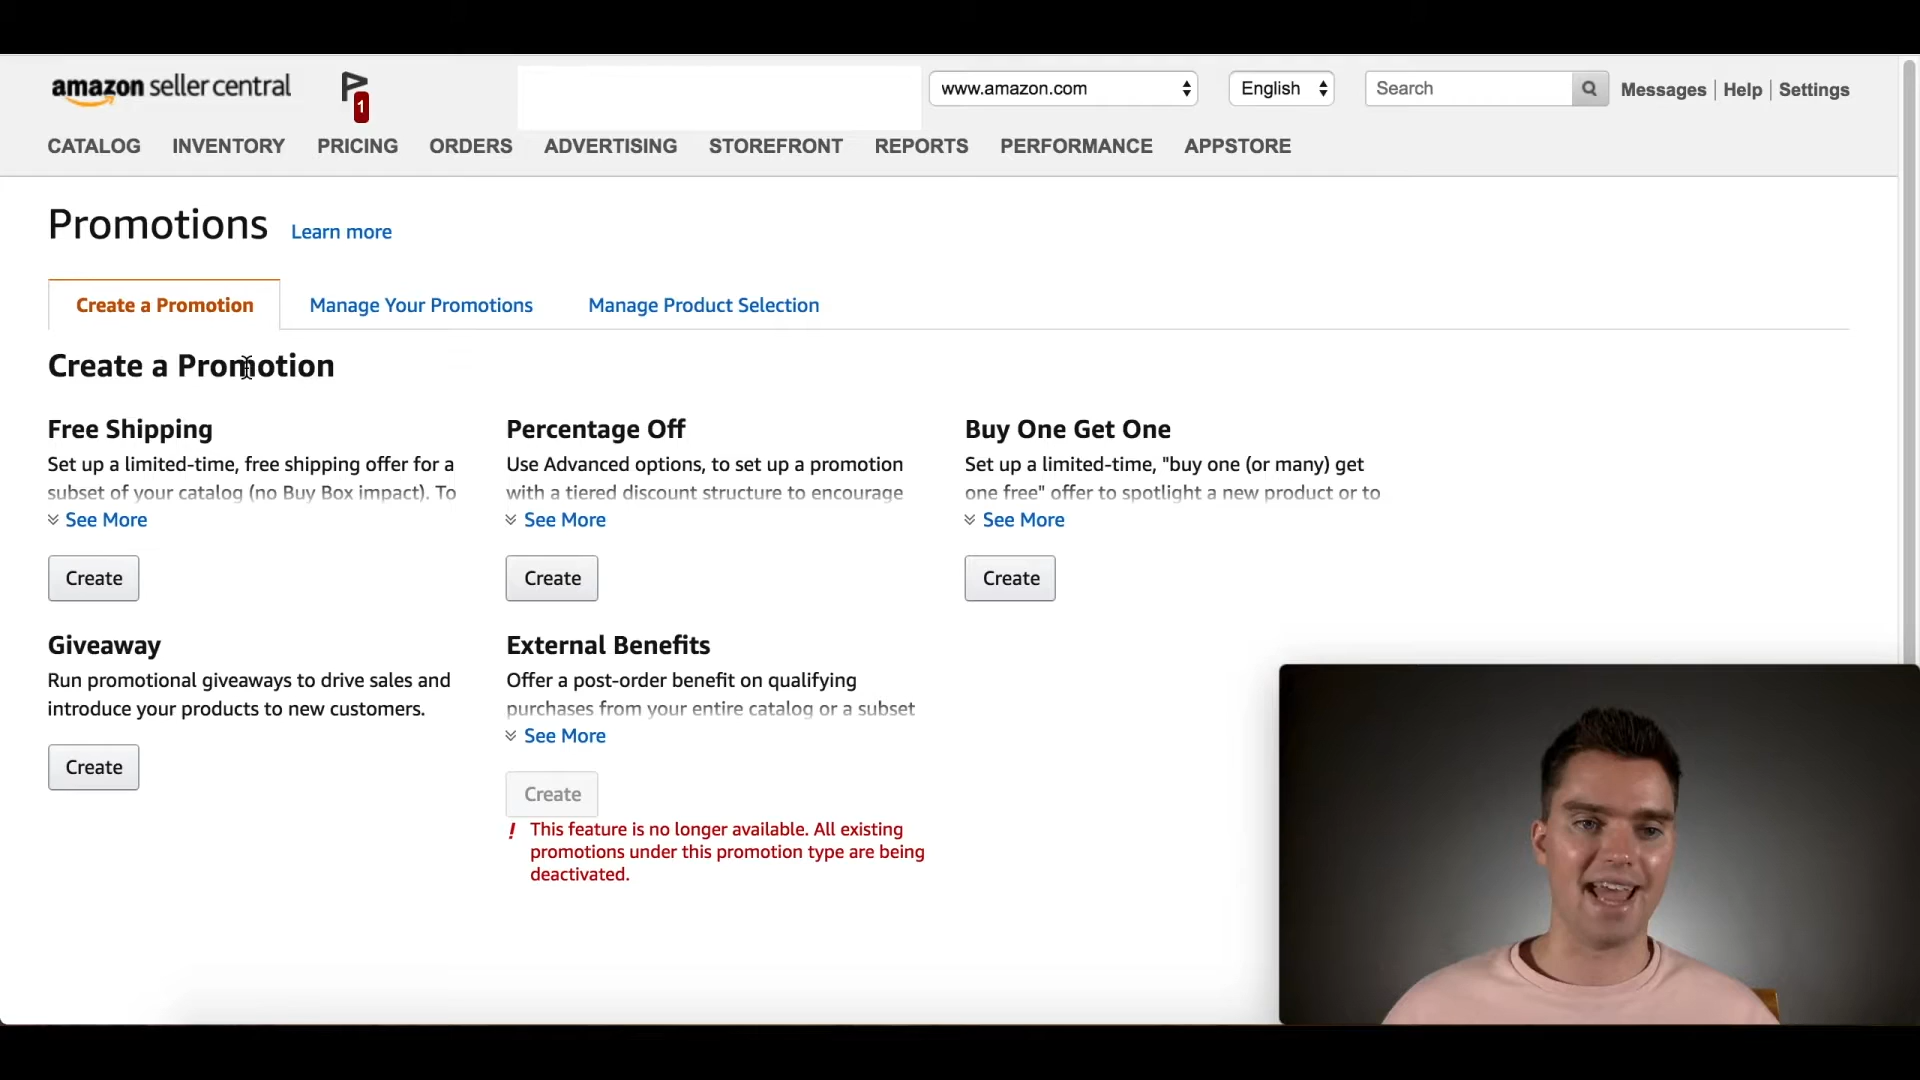 amazon seller central
1
www.amazon.com
English
Search
Messages
Help
Settings
CATALOG
INVENTORY
PRICING
ORDERS
ADVERTISING
STOREFRONT
REPORTS
PERFORMANCE
APPSTORE
Promotions
Learn more
Create a Promotion
Manage Your Promotions
Manage Product Selection
Create a Promotion
Free Shipping
Set up a limited-time, free shipping offer for a
subset of your catalog (no Buy Box impact). To
See More
Create
Percentage Off
Use Advanced options, to set up a promotion
with a tiered discount structure to encourage
See More
Create
Buy One Get One
Set up a limited-time, "buy one (or many) get
one free" offer to spotlight a new product or to
See More
Create
Giveaway
Run promotional giveaways to drive sales and
introduce your products to new customers.
Create
External Benefits
Offer a post-order benefit on qualifying
purchases from your entire catalog or a subset
See More
Create
! This feature is no longer available. All existing
promotions under this promotion type are being
deactivated.